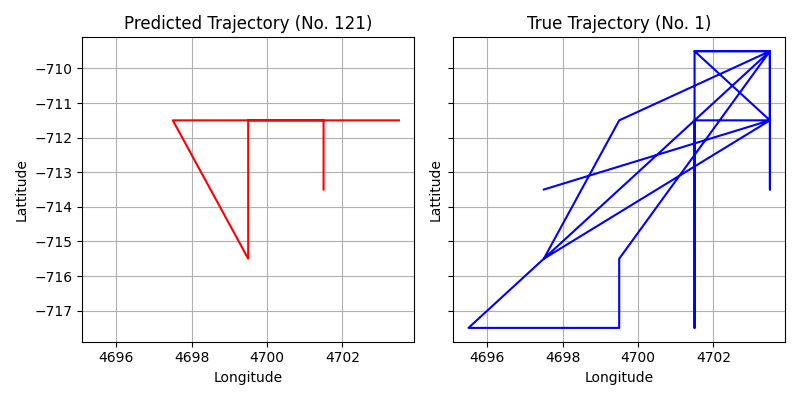 Predicted Trajectory (No. 121)
True Trajectory (No. 1)
Lattitude
−710
−711
−712
−713
−714
−715
−716
−717
4696
4698
4700
4702
Longitude
Lattitude
4696
4698
4700
4702
Longitude